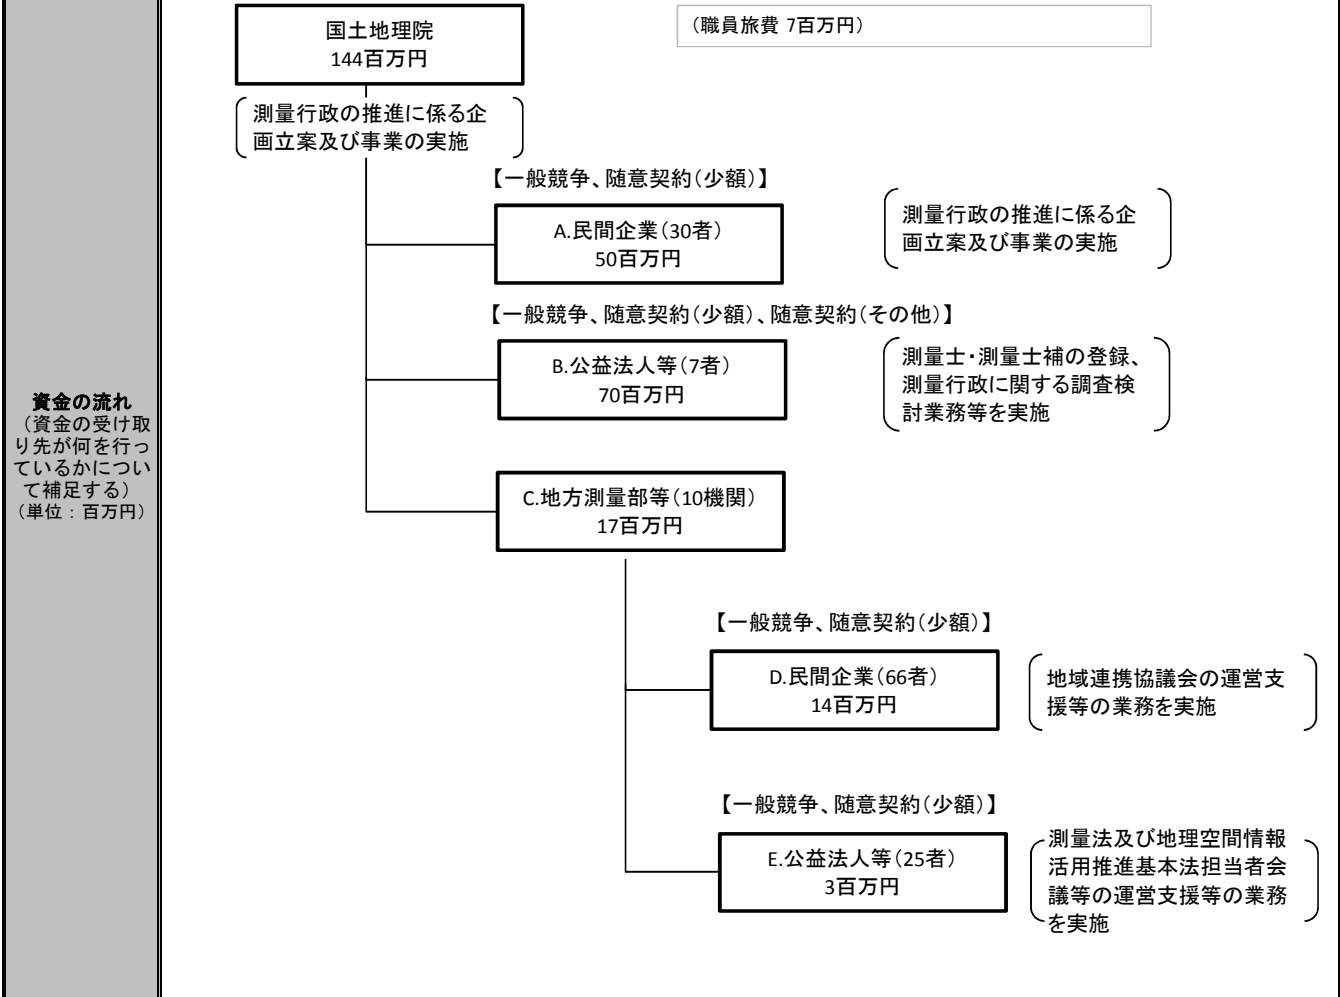 国土地理院
144百万円
（職員旅費 7百万円）
測量行政の推進に係る企
画立案及び事業の実施
【一般競争、随意契約（少額）】
A.民間企業（30者）
50百万円
測量行政の推進に係る企
画立案及び事業の実施
【一般競争、随意契約（少額）、随意契約（その他）】
B.公益法人等（7者）
70百万円
測量士・測量士補の登録、
測量行政に関する調査検
討業務等を実施
資金の流れ
（資金の受け取
り先が何を行っ
ているかについ
て補足する）
（単位：百万円）
C.地方測量部等（10機関）
17百万円
【一般競争、随意契約（少額）】
D.民間企業（66者）
14百万円
地域連携協議会の運営支
援等の業務を実施
【一般競争、随意契約（少額）】
E.公益法人等（25者）
3百万円
測量法及び地理空間情報
活用推進基本法担当者会
議等の運営支援等の業務
を実施